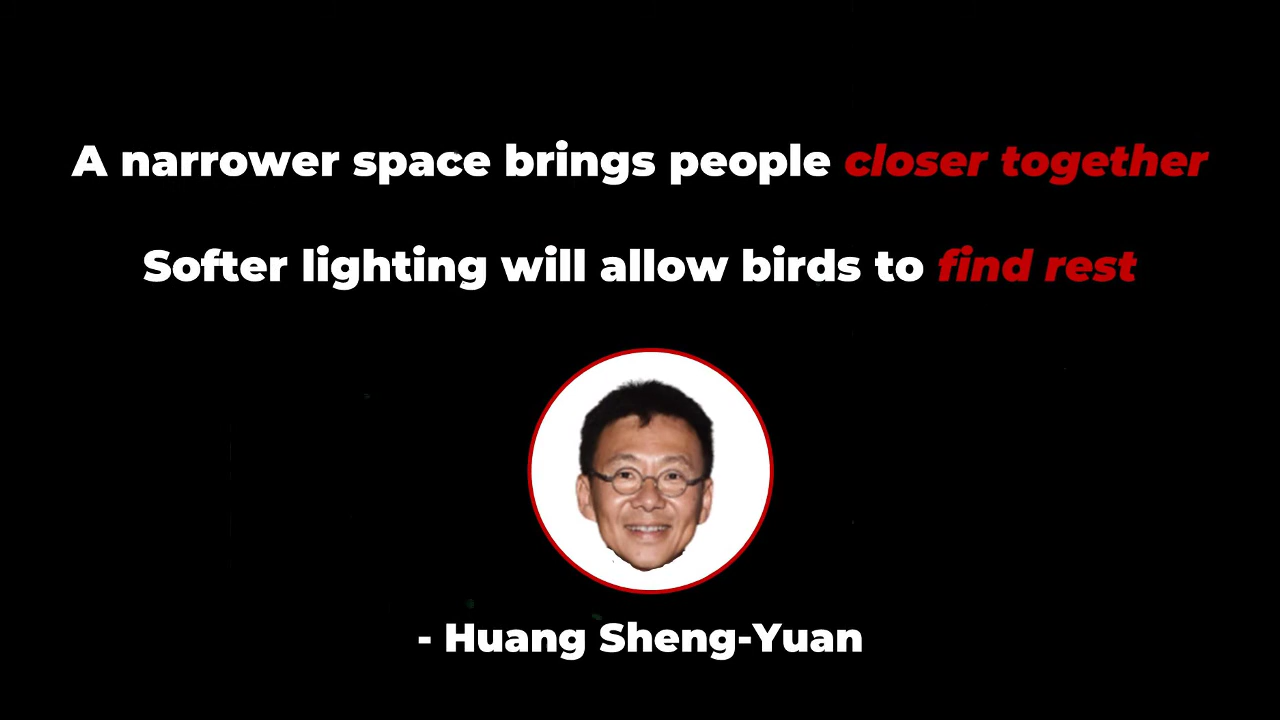 A narrower space brings people closer together
Softer lighting will allow birds to find rest
- Huang Sheng-Yuan